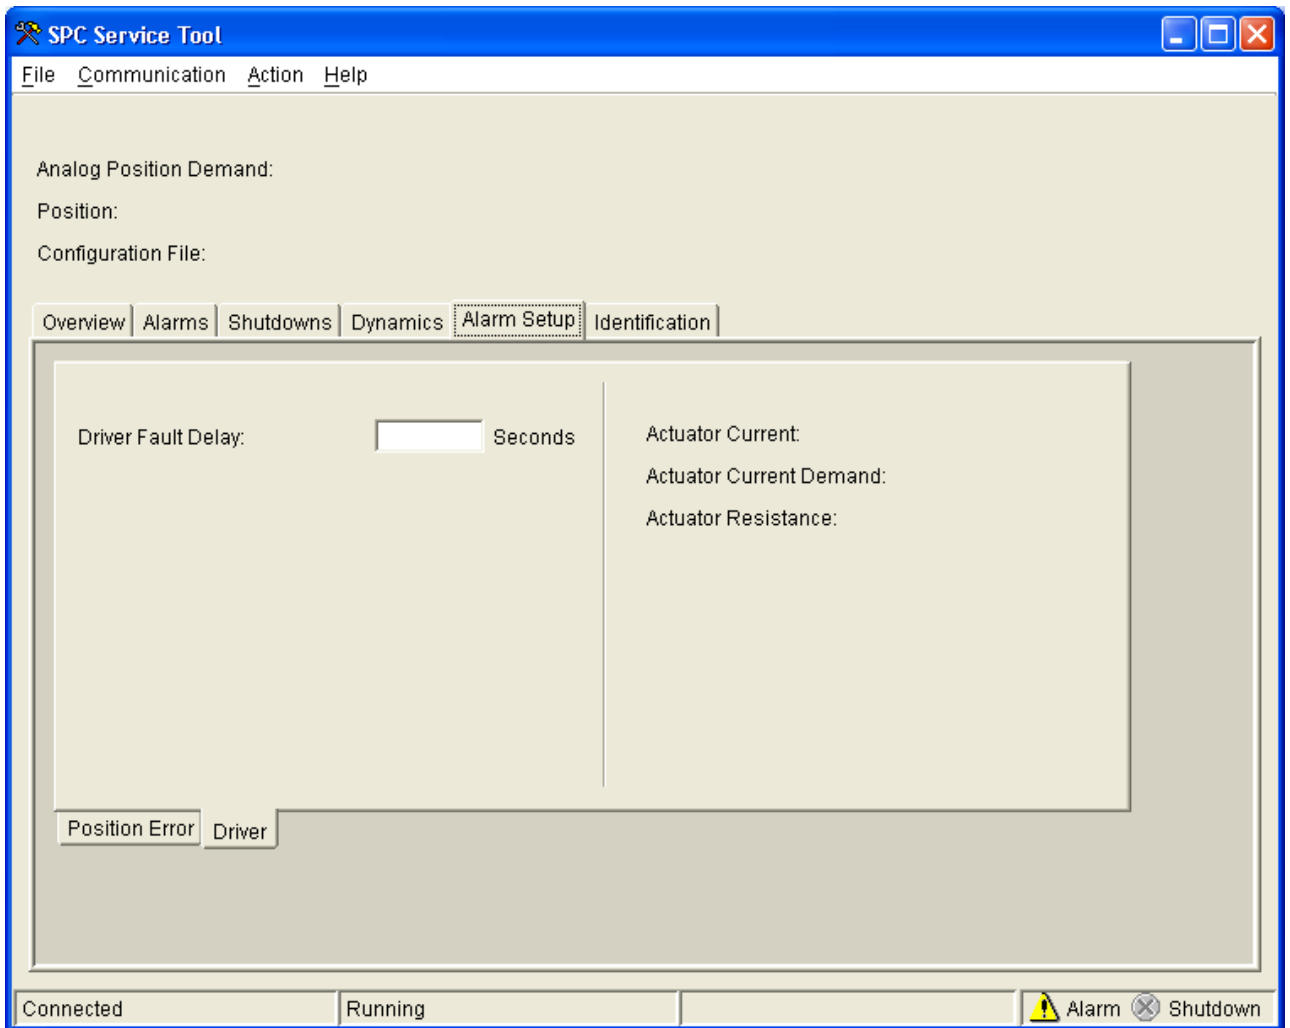 SPC Service Tool
File Communication Action Help
Analog Position Demand:
Position:
Configuration File:
Overview Alarms Shutdowns Dynamics Alarm Setup Identification
Driver Fault Delay: Seconds
Actuator Current:
Actuator Current Demand:
Actuator Resistance:
Position Error Driver
Connected Running Alarm Shutdown